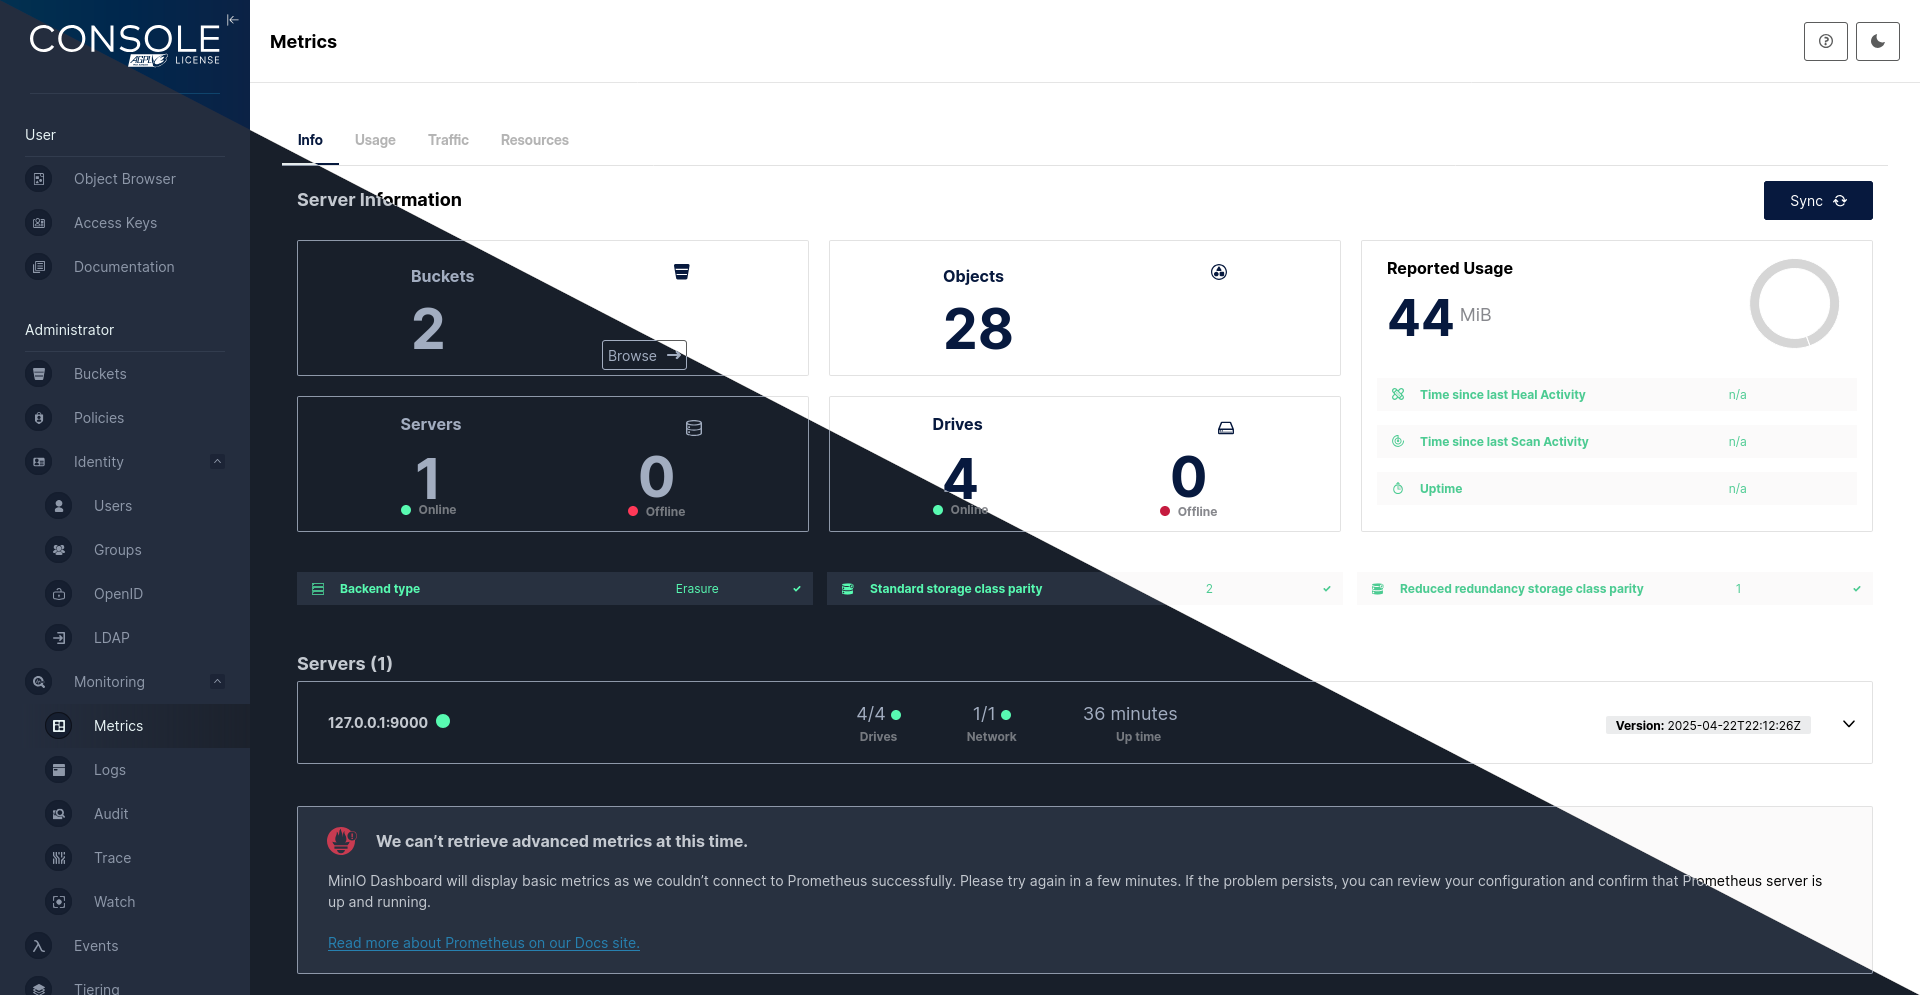 CONSOLE
AGPLv3 LICENSE
Metrics
User
Object Browser
Access Keys
Documentation
Administrator
Buckets
Policies
Identity
Users
Groups
OpenID
LDAP
Monitoring
Metrics
Logs
Audit
Trace
Watch
Events
Tiering
Info Usage Traffic Resources
Server Information
Sync
Buckets
2
Browse
Objects
28
Reported Usage
44 MiB
Time since last Heal Activity n/a
Time since last Scan Activity n/a
Uptime n/a
Servers
1 0
Online Offline
Drives
4 0
Online Offline
Backend type Erasure
Standard storage class parity 2
Reduced redundancy storage class parity 1
Servers (1)
127.0.0.1:9000
4/4
Drives
1/1
Network
36 minutes
Up time
Version: 2025-04-22T22:12:26Z
We can’t retrieve advanced metrics at this time.
MinIO Dashboard will display basic metrics as we couldn’t connect to Prometheus successfully. Please try again in a few minutes. If the problem persists, you can review your configuration and confirm that Prometheus server is
up and running.
Read more about Prometheus on our Docs site.